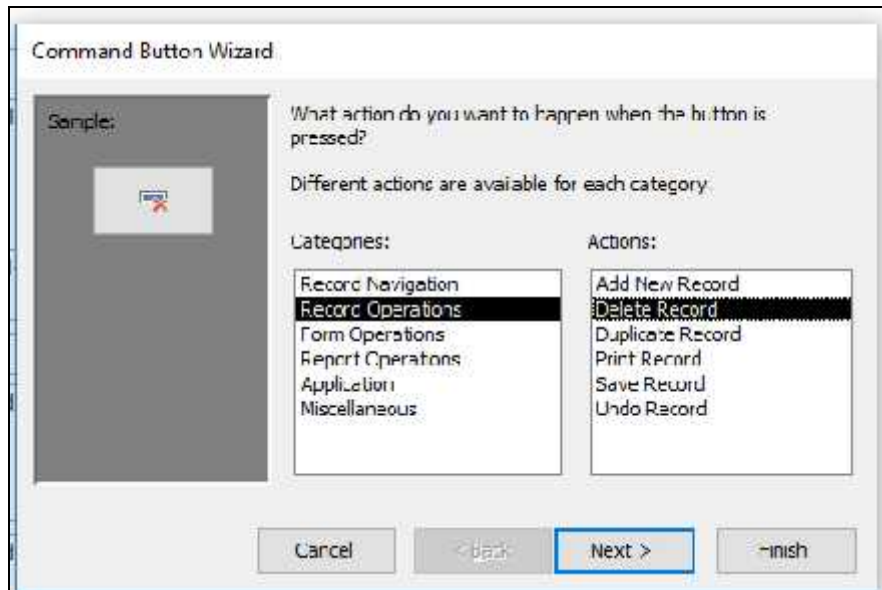 Command Button Wizard
Sample:
What action do you want to happen when the button is
pressed?
Different actions are available for each category
Categories:
Actions:
Record Navigation
Record Operations
Form Operations
Report Operations
Application
Miscellaneous
Add New Record
Delete Record
Duplicate Record
Print Record
Save Record
Undo Record
Cancel
< Back
Next >
Finish